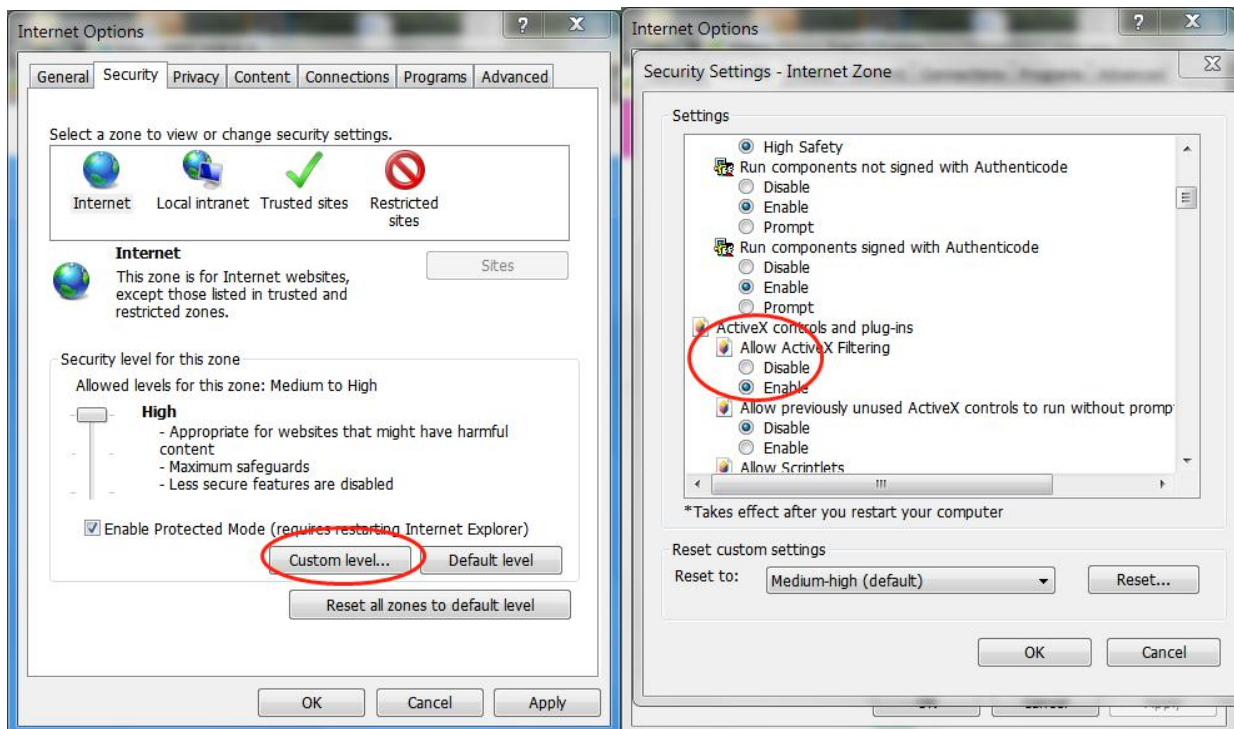 Internet Options
General Security Privacy Content Connections Programs Advanced
Select a zone to view or change security settings.
Internet
Local intranet
Trusted sites
Restricted
sites
Internet
This zone is for Internet websites,
except those listed in trusted and
restricted zones.
Sites
Security level for this zone
Allowed levels for this zone: Medium to High
High
- Appropriate for websites that might have harmful
content
- Maximum safeguards
- Less secure features are disabled
Enable Protected Mode (requires restarting Internet Explorer)
Custom level... Default level
Reset all zones to default level
OK Cancel Apply
Internet Options
Security Settings - Internet Zone
Settings
High Safety
Run components not signed with Authenticode
Disable
Enable
Prompt
Run components signed with Authenticode
Disable
Enable
Prompt
ActiveX controls and plug-ins
Allow ActiveX Filtering
Disable
Enable
Allow previously unused ActiveX controls to run without promp
Disable
Enable
Allow Scriptlets
*Takes effect after you restart your computer
Reset custom settings
Reset to: Medium-high (default) Reset...
OK Cancel